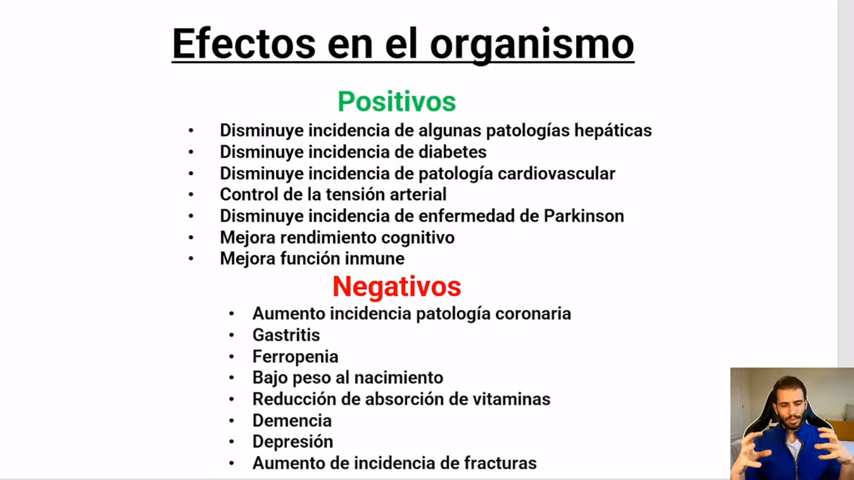 Efectos en el organismo
Positivos
• Disminuye incidencia de algunas patologías hepáticas
• Disminuye incidencia de diabetes
• Disminuye incidencia de patología cardiovascular
• Control de la tensión arterial
• Disminuye incidencia de enfermedad de Parkinson
• Mejora rendimiento cognitivo
• Mejora función inmune
Negativos
• Aumento incidencia patología coronaria
• Gastritis
• Ferropenia
• Bajo peso al nacimiento
• Reducción de absorción de vitaminas
• Demencia
• Depresión
• Aumento de incidencia de fracturas